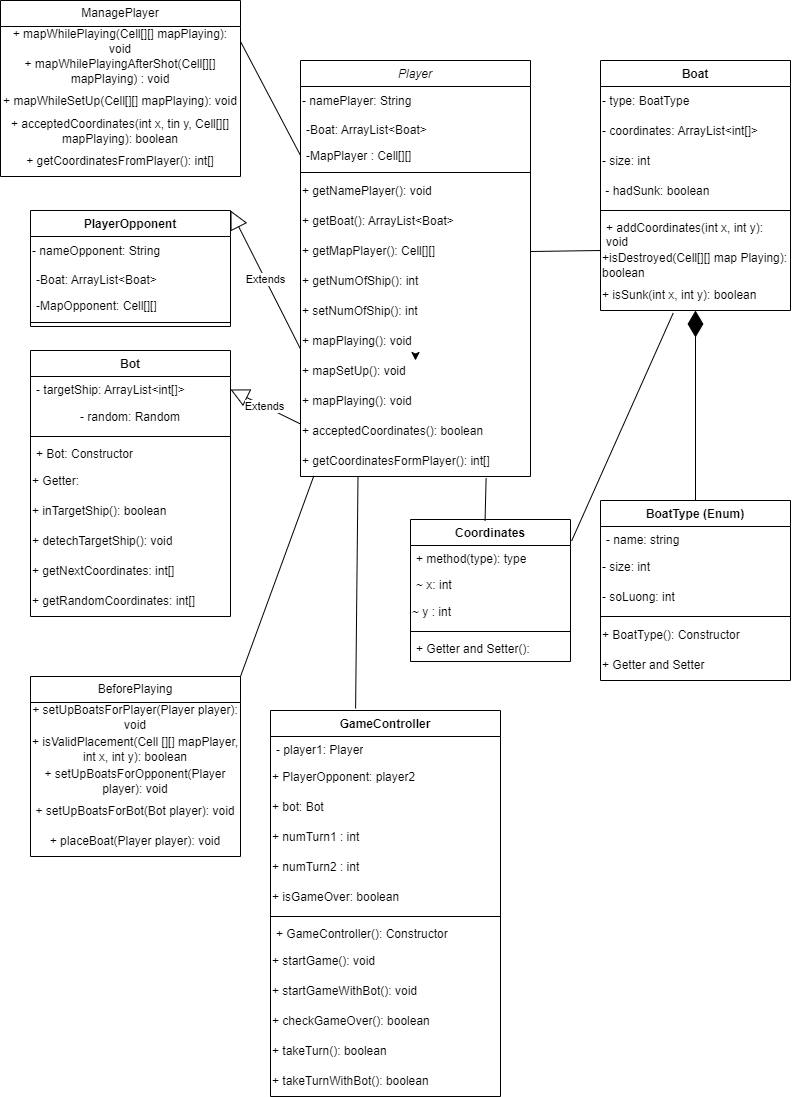 ManagePlayer
+ mapWhilePlaying(Cell[][] mapPlaying):
void
+ mapWhilePlayingAfterShot(Cell[][]
mapPlaying) : void
+ mapWhileSetUp(Cell[][] mapPlaying): void
+ acceptedCoordinates(int x, tin y, Cell[][]
mapPlaying): boolean
+ getCoordinatesFromPlayer(): int[]
PlayerOpponent
- nameOpponent: String
-Boat: ArrayList<Boat>
-MapOpponent: Cell[][]
Bot
- targetShip: ArrayList<int[]>
- random: Random
+ Bot: Constructor
+ Getter:
+ inTargetShip(): boolean
+ detechTargetShip(): void
+ getNextCoordinates: int[]
+ getRandomCoordinates: int[]
Extends
Extends
Player
- namePlayer: String
-Boat: ArrayList<Boat>
-MapPlayer : Cell[][]
+ getNamePlayer(): void
+ getBoat(): ArrayList<Boat>
+ getMapPlayer(): Cell[][]
+ getNumOfShip(): int
+ setNumOfShip(): int
+ mapPlaying(): void
+ mapSetUp(): void
+ mapPlaying(): void
+ acceptedCoordinates(): boolean
+ getCoordinatesFormPlayer(): int[]
Boat
- type: BoatType
- coordinates: ArrayList<int[]>
- size: int
- hadSunk: boolean
+ addCoordinates(int x, int y):
void
+isDestroyed(Cell[][] map Playing):
boolean
+ isSunk(int x, int y): boolean
Coordinates
+ method(type): type
~ x: int
~ y : int
+ Getter and Setter():
BoatType (Enum)
- name: string
- size: int
- soLuong: int
+ BoatType(): Constructor
+ Getter and Setter
BeforePlaying
+ setUpBoatsForPlayer(Player player):
void
+ isValidPlacement(Cell [][] mapPlayer,
int x, int y): boolean
+ setUpBoatsForOpponent(Player
player): void
+ setUpBoatsForBot(Bot player): void
+ placeBoat(Player player): void
GameController
- player1: Player
+ PlayerOpponent: player2
+ bot: Bot
+ numTurn1 : int
+ numTurn2 : int
+ isGameOver: boolean
+ GameController(): Constructor
+ startGame(): void
+ startGameWithBot(): void
+ checkGameOver(): boolean
+ takeTurn(): boolean
+ takeTurnWithBot(): boolean